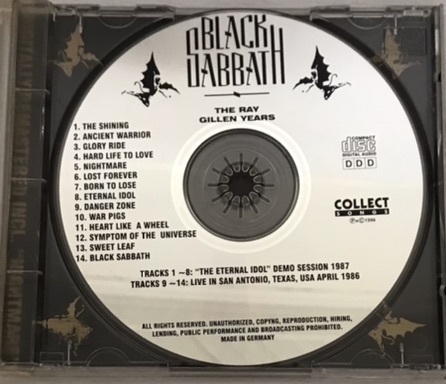 BLACK
SABBATH
THE RAY
GILLEN YEARS
1. THE SHINING
2. ANCIENT WARRIOR
3. GLORY RIDE
4. HARD LIFE TO LOVE
5. NIGHTMARE
6. LOST FOREVER
7. BORN TO LOSE
8. ETERNAL IDOL
9. DANGER ZONE
10. WAR PIGS
11. HEART LIKE A WHEEL
12. SYMPTOM OF THE UNIVERSE
13. SWEET LEAF
14. BLACK SABBATH
COMPACT
disc
DIGITAL AUDIO
DDD
COLLECT
SONGS
℗©1996
TRACKS 1 ~8: "THE ETERNAL IDOL" DEMO SESSION 1987
TRACKS 9 ~14: LIVE IN SAN ANTONIO, TEXAS, USA APRIL 1986
ALL RIGHTS RESERVED. UNAUTHORIZED, COPYNG, REPRODUCTION, HIRING,
LENDING, PUBLIC PERFORMANCE AND BROADCASTING PROHIBITED.
MADE IN GERMANY